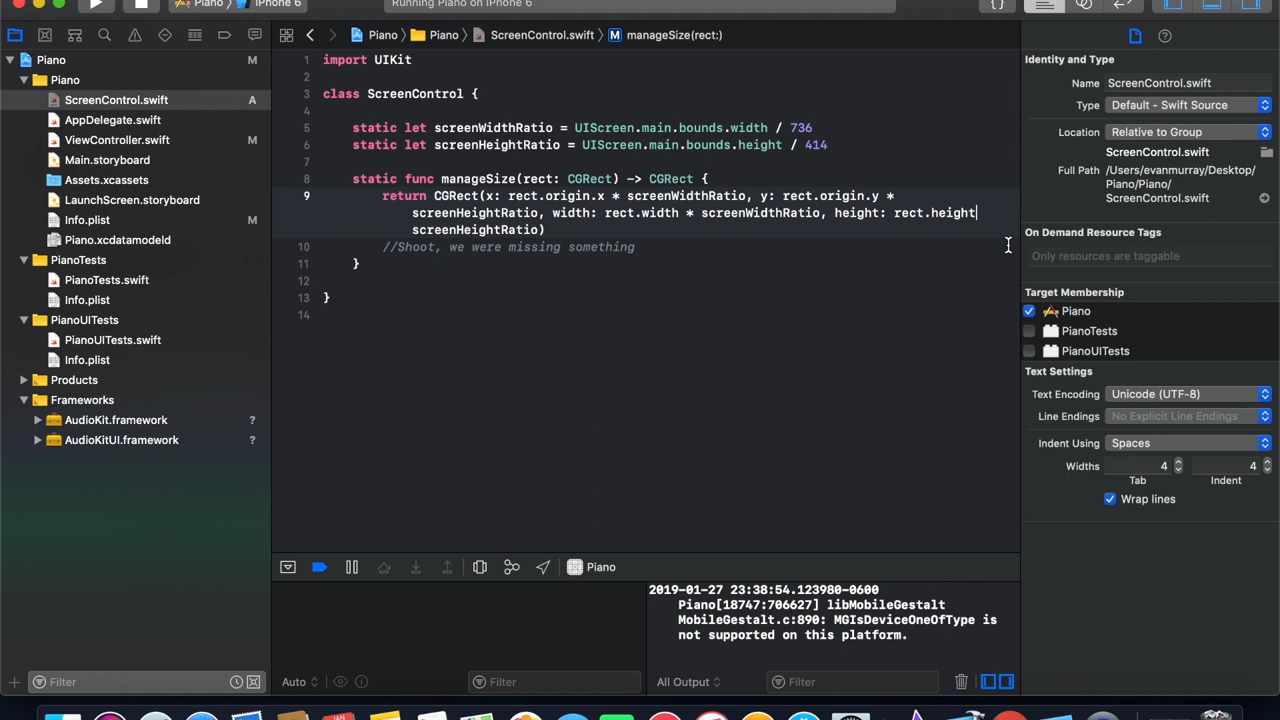 Piano
iPhone 6
Running Piano on iPhone 6
{}
Piano
Piano
ScreenControl.swift
M
manageSize(rect:)
Piano
M
Piano
ScreenControl.swift
A
AppDelegate.swift
ViewController.swift
M
Main.storyboard
Assets.xcassets
LaunchScreen.storyboard
Info.plist
M
Piano.xcdatamodeld
PianoTests
PianoTests.swift
Info.plist
PianoUITests
PianoUITests.swift
Info.plist
Products
Frameworks
AudioKit.framework
?
AudioKitUI.framework
?
Filter
1 import UIKit
2
3 class ScreenControl {
4
5 static let screenWidthRatio = UIScreen.main.bounds.width / 736
6 static let screenHeightRatio = UIScreen.main.bounds.height / 414
7
8 static func manageSize(rect: CGRect) -> CGRect {
9 return CGRect(x: rect.origin.x * screenWidthRatio, y: rect.origin.y *
screenHeightRatio, width: rect.width * screenWidthRatio, height: rect.height
screenHeightRatio)
10 //Shoot, we were missing something
11 }
12
13 }
14
Piano
Auto
Filter
2019-01-27 23:38:54.123980-0600
Piano[18747:706627] libMobileGestalt
MobileGestalt.c:890: MGIsDeviceOneOfType is
not supported on this platform.
All Output
Filter
Identity and Type
Name ScreenControl.swift
Type Default - Swift Source
Location Relative to Group
ScreenControl.swift
Full Path /Users/evanmurray/Desktop/
Piano/Piano/
ScreenControl.swift
On Demand Resource Tags
Only resources are taggable
Target Membership
Piano
PianoTests
PianoUITests
Text Settings
Text Encoding Unicode (UTF-8)
Line Endings No Explicit Line Endings
Indent Using Spaces
Widths 4 4
Tab Indent
Wrap lines